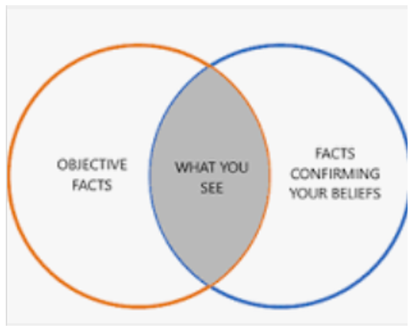 OBJECTIVE
FACTS
WHAT YOU
SEE
FACTS
CONFIRMING
YOUR BELIEFS